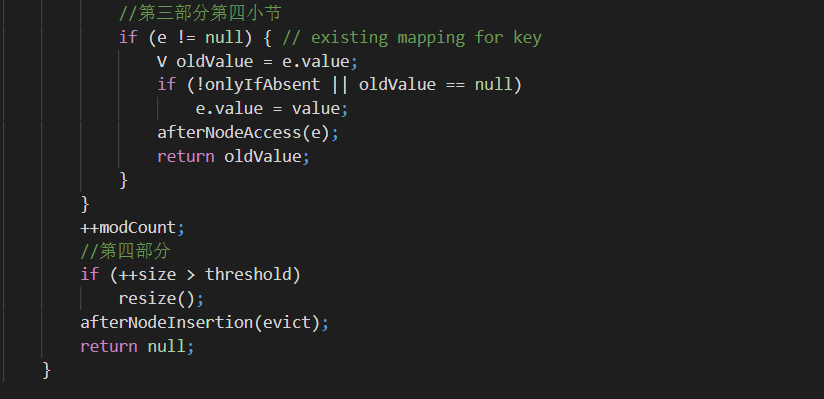 //第三部分第四小节
if (e != null) { // existing mapping for key
V oldValue = e.value;
if (!onlyIfAbsent || oldValue == null)
e.value = value;
afterNodeAccess(e);
return oldValue;
}
}
++modCount;
//第四部分
if (++size > threshold)
resize();
afterNodeInsertion(evict);
return null;
}